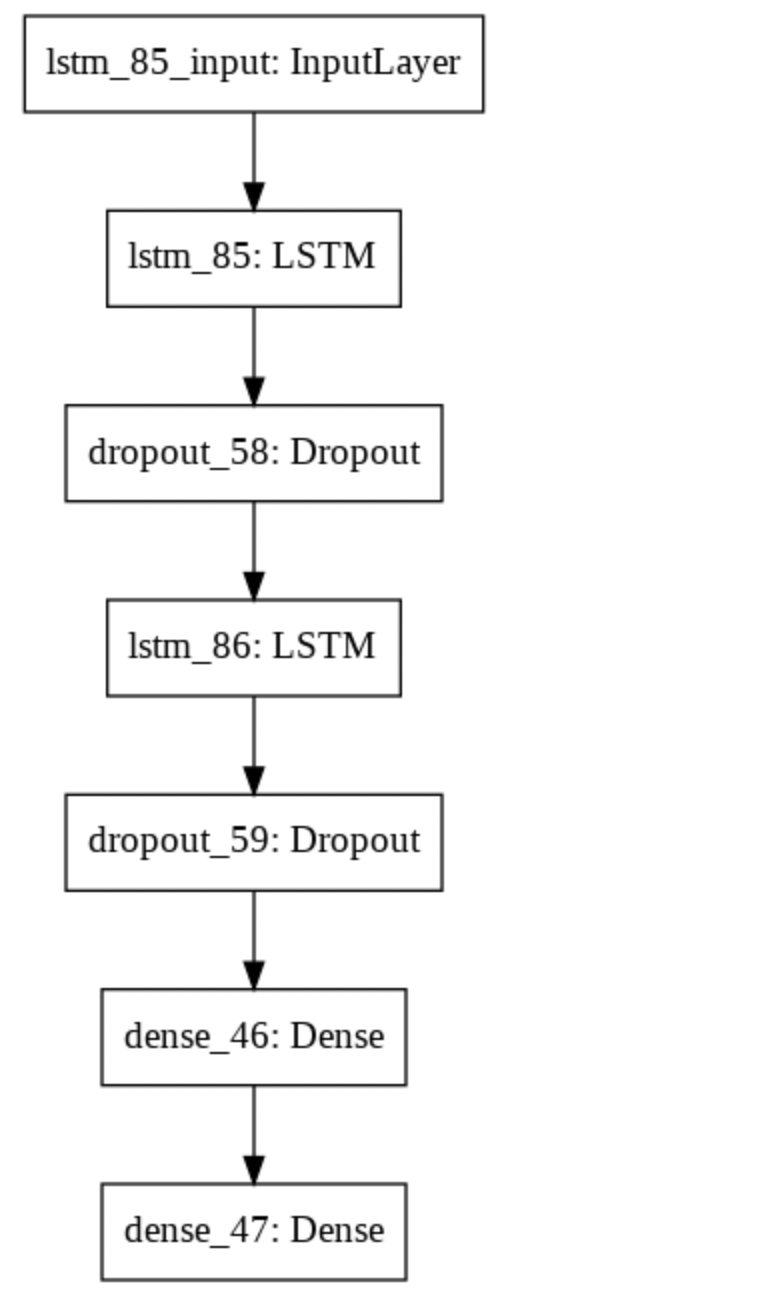 lstm_85_input: InputLayer
lstm_85: LSTM
dropout_58: Dropout
lstm_86: LSTM
dropout_59: Dropout
dense_46: Dense
dense_47: Dense